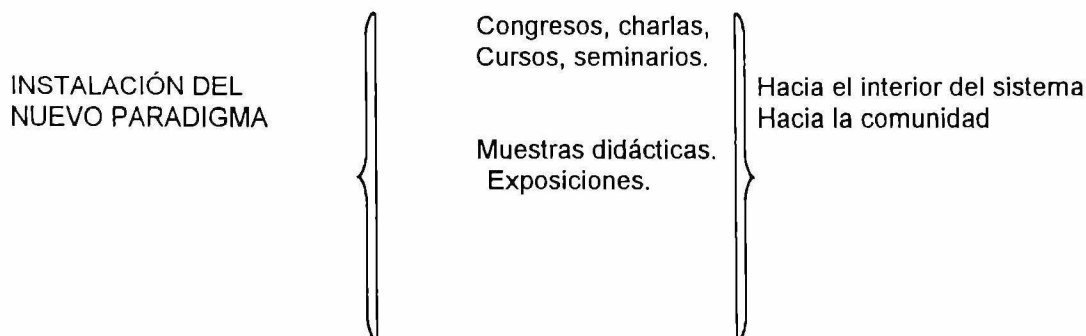 INSTALACIÓN DEL
NUEVO PARADIGMA
Congresos, charlas,
Cursos, seminarios.
Muestras didácticas.
Exposiciones.
Hacia el interior del sistema
Hacia la comunidad